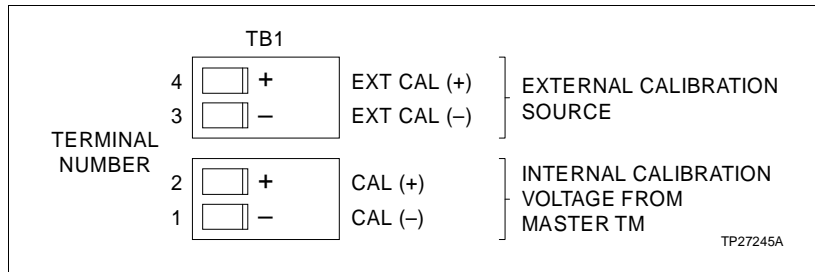 TB1
4 + EXT CAL (+)
3 – EXT CAL (–)
EXTERNAL CALIBRATION
SOURCE
TERMINAL
NUMBER
2 + CAL (+)
1 – CAL (–)
INTERNAL CALIBRATION
VOLTAGE FROM
MASTER TM
TP27245A